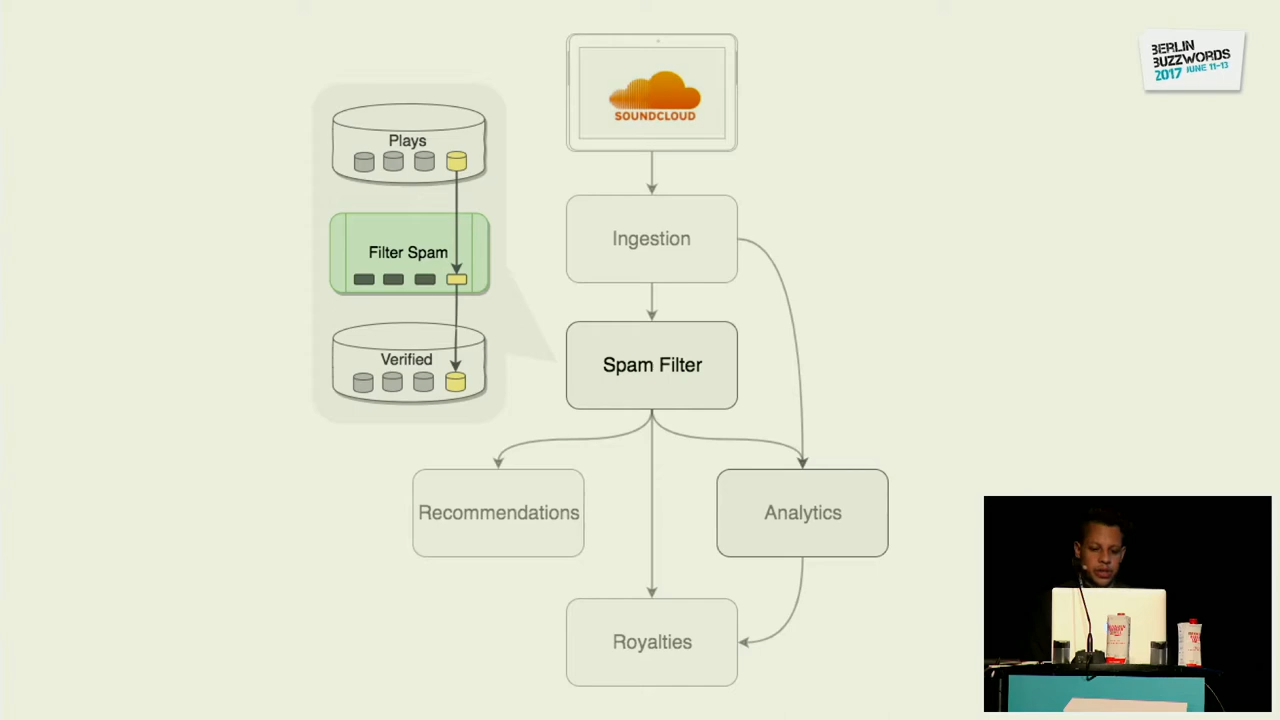 BERLIN
BUZZWORDS
2017 JUNE 11-13
SOUNDCLOUD
Plays
Filter Spam
Verified
Ingestion
Spam Filter
Recommendations
Analytics
Royalties